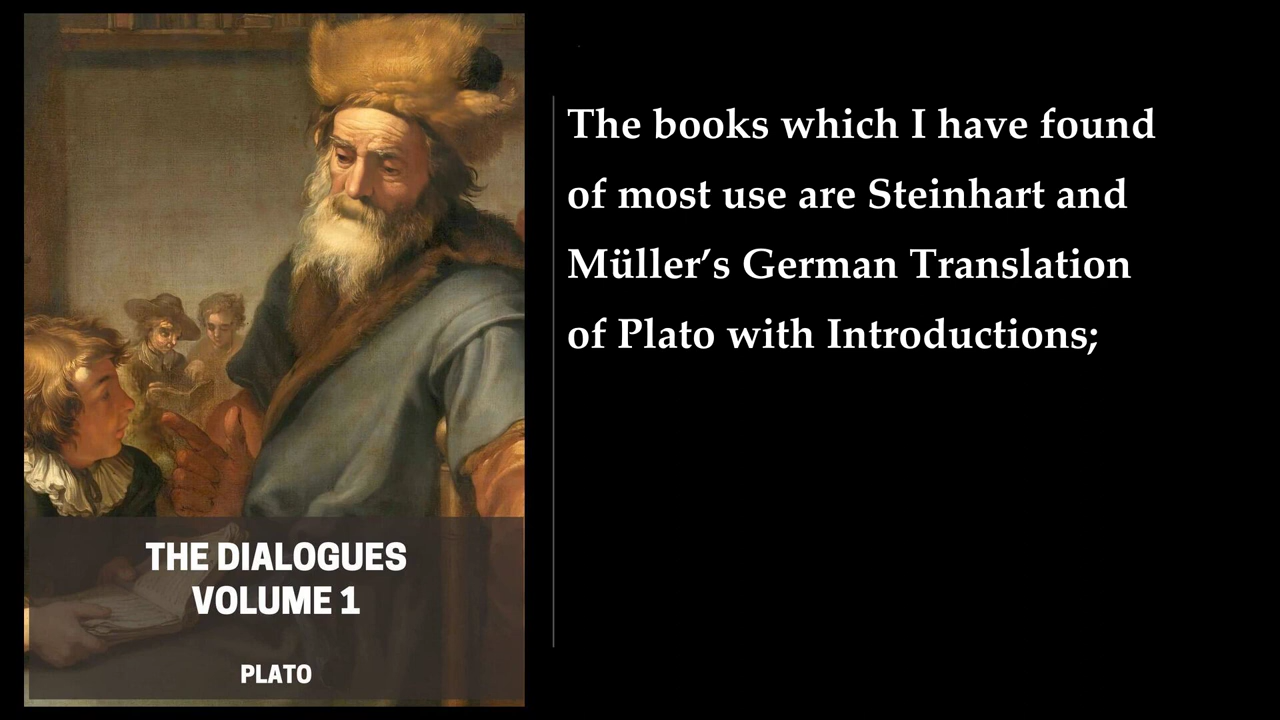 THE DIALOGUES
VOLUME 1
PLATO
The books which I have found
of most use are Steinhart and
Müller’s German Translation
of Plato with Introductions;